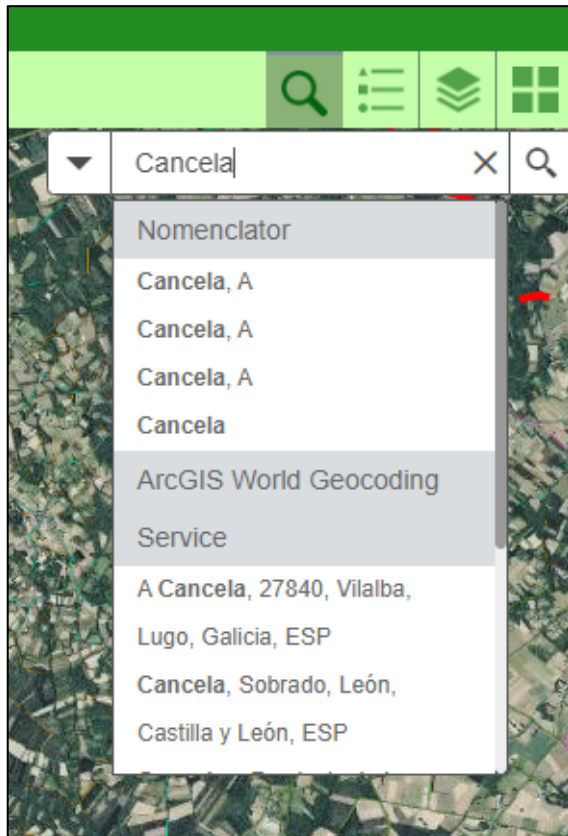 Cancela
Nomenclator
Cancela, A
Cancela, A
Cancela, A
Cancela
ArcGIS World Geocoding
Service
A Cancela, 27840, Vilalba,
Lugo, Galicia, ESP
Cancela, Sobrado, León,
Castilla y León, ESP